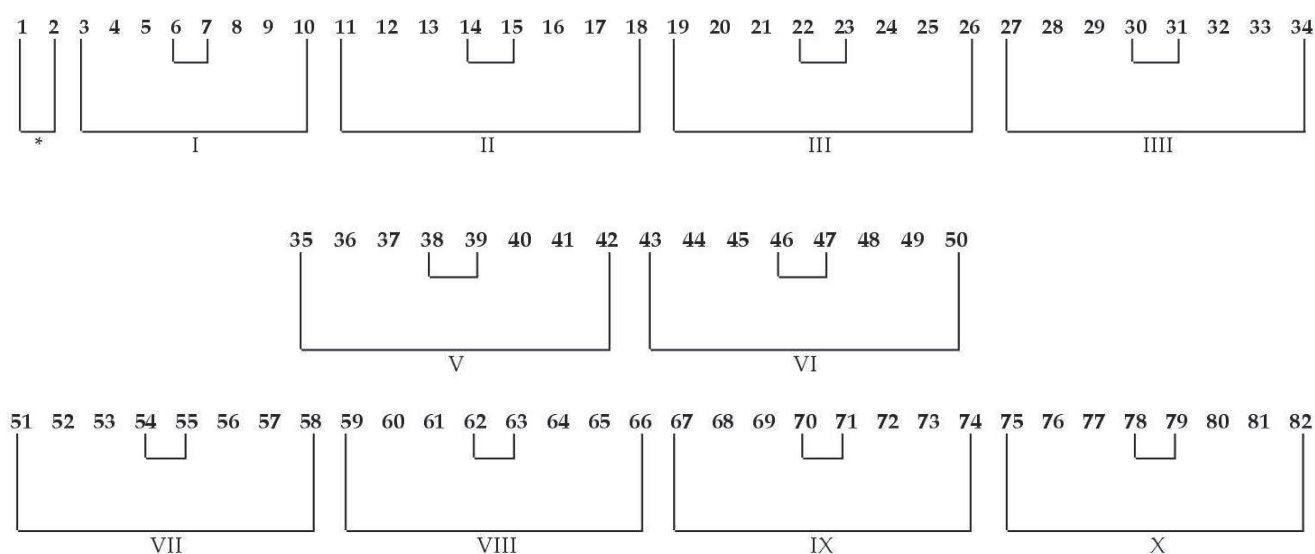 1 2 3 4 5 6 7 8 9 10 11 12 13 14 15 16 17 18 19 20 21 22 23 24 25 26 27 28 29 30 31 32 33 34
* I II III IIII
35 36 37 38 39 40 41 42 43 44 45 46 47 48 49 50
V VI
51 52 53 54 55 56 57 58 59 60 61 62 63 64 65 66 67 68 69 70 71 72 73 74 75 76 77 78 79 80 81 82
VII VIII IX X